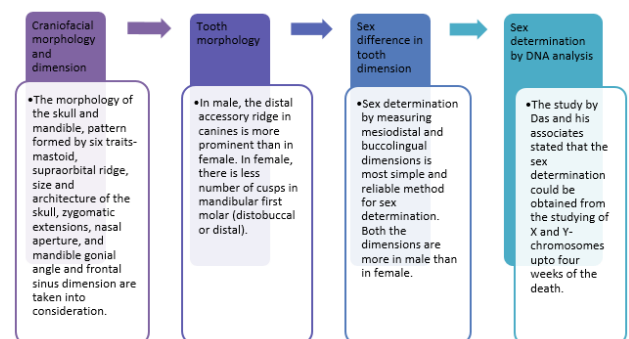 Craniofacial
morphology
and
dimension
•The morphology of
the skull and
mandible, pattern
formed by six traits-
mastoid,
supraorbital ridge,
size and
architecture of the
skull, zygomatic
extensions, nasal
aperture, and
mandible gonial
angle and frontal
sinus dimension are
taken into
consideration.
Tooth
morphology
•In male, the distal
accessory ridge in
canines is more
prominent than in
female. In female,
there is less
number of cusps in
mandibular first
molar (distobuccal
or distal).
Sex
difference in
tooth
dimension
•Sex determination
by measuring
mesiodistal and
buccolingual
dimensions is
most simple and
reliable method
for sex
determination.
Both the
dimensions are
more in male than
in female.
Sex
determination
by DNA analysis
•The study by
Das and his
associates
stated that the
sex
determination
could be
obtained from
the studying of
X and Y-
chromosomes
upto four
weeks of the
death.